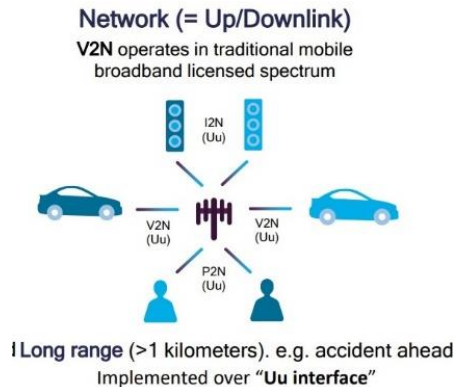 Network (= Up/Downlink)
V2N operates in traditional mobile
broadband licensed spectrum
I2N
(Uu)
V2N
(Uu)
V2N
(Uu)
P2N
(Uu)
Long range (>1 kilometers). e.g. accident ahead
Implemented over “Uu interface”